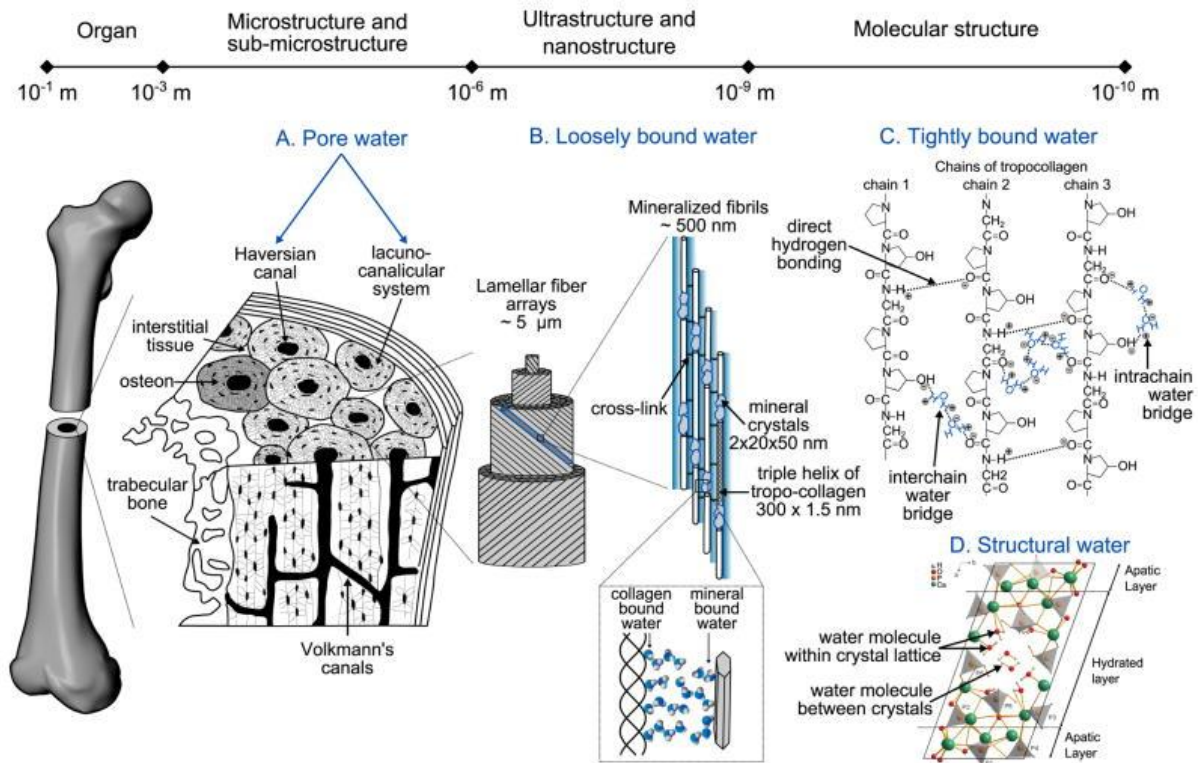 Organ
Microstructure and
sub-microstructure
Ultrastructure and
nanostructure
Molecular structure
10⁻¹ m
10⁻³ m
10⁻⁶ m
10⁻⁹ m
10⁻¹⁰ m
A. Pore water
Haversian
canal
lacuno-
canalicular
system
interstitial
tissue
osteon
trabecular
bone
Volkmann's
canals
Lamellar fiber
arrays
~ 5 µm
B. Loosely bound water
Mineralized fibrils
~ 500 nm
cross-link
mineral
crystals
2x20x50 nm
triple helix of
tropo-collagen
300 x 1.5 nm
collagen
bound
water
mineral
bound
water
C. Tightly bound water
Chains of tropocollagen
chain 1
chain 2
chain 3
direct
hydrogen
bonding
intrachain
water
bridge
interchain
water
bridge
D. Structural water
Apatic
Layer
water molecule
within crystal lattice
Hydrated
layer
water molecule
between crystals
Apatic
Layer